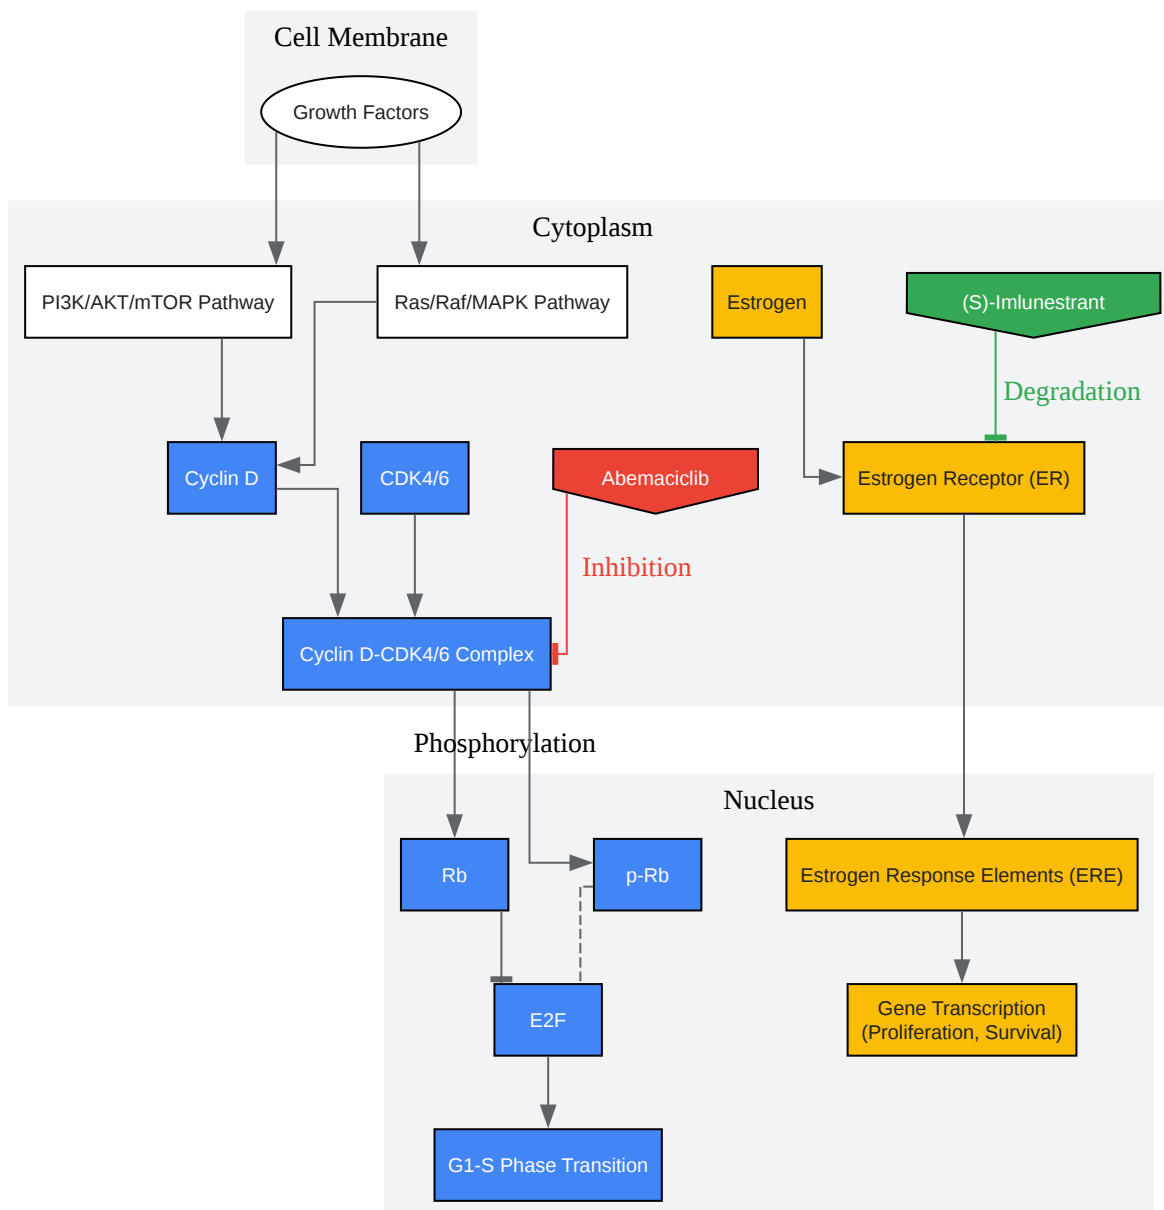 Cell Membrane
Growth Factors
Cytoplasm
PI3K/AKT/mTOR Pathway
Ras/Raf/MAPK Pathway
Estrogen
(S)-Imlunestrant
Degradation
Cyclin D
CDK4/6
Abemaciclib
Estrogen Receptor (ER)
Inhibition
Cyclin D-CDK4/6 Complex
Phosphorylation
Nucleus
Rb
p-Rb
Estrogen Response Elements (ERE)
E2F
Gene Transcription
(Proliferation, Survival)
G1-S Phase Transition